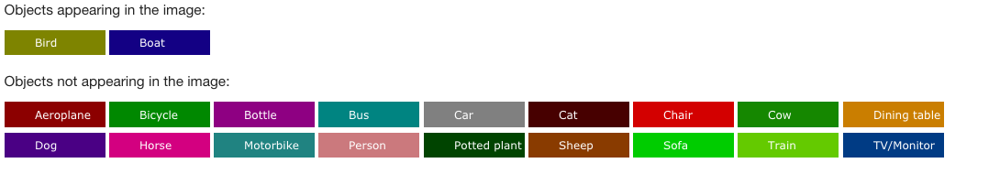 Objects appearing in the image:
Bird Boat
Objects not appearing in the image:
Aeroplane Bicycle Bottle Bus Car Cat Chair Cow Dining table
Dog Horse Motorbike Person Potted plant Sheep Sofa Train TV/Monitor